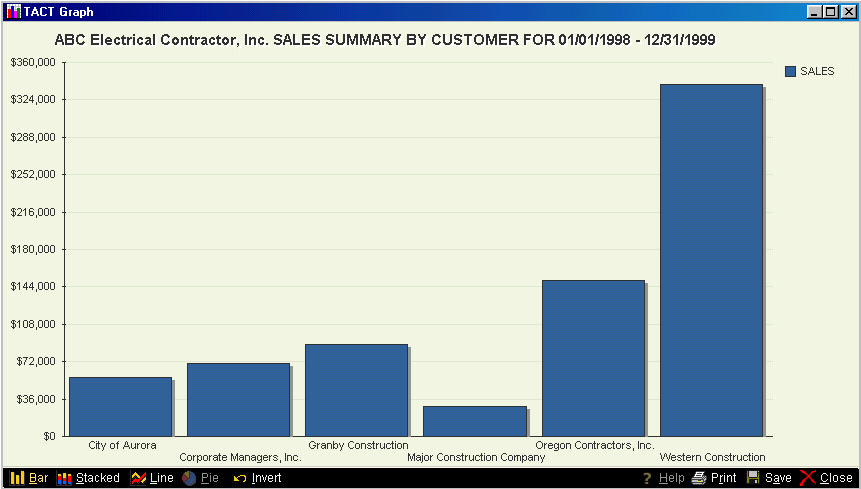 TACT Graph
ABC Electrical Contractor, Inc. SALES SUMMARY BY CUSTOMER FOR 01/01/1998 - 12/31/1999
SALES
$360,000
$324,000
$288,000
$252,000
$216,000
$180,000
$144,000
$108,000
$72,000
$36,000
$0
City of Aurora
Corporate Managers, Inc.
Granby Construction
Major Construction Company
Oregon Contractors, Inc.
Western Construction
Bar Stacked Line Pie Invert ? Help Print Save Close